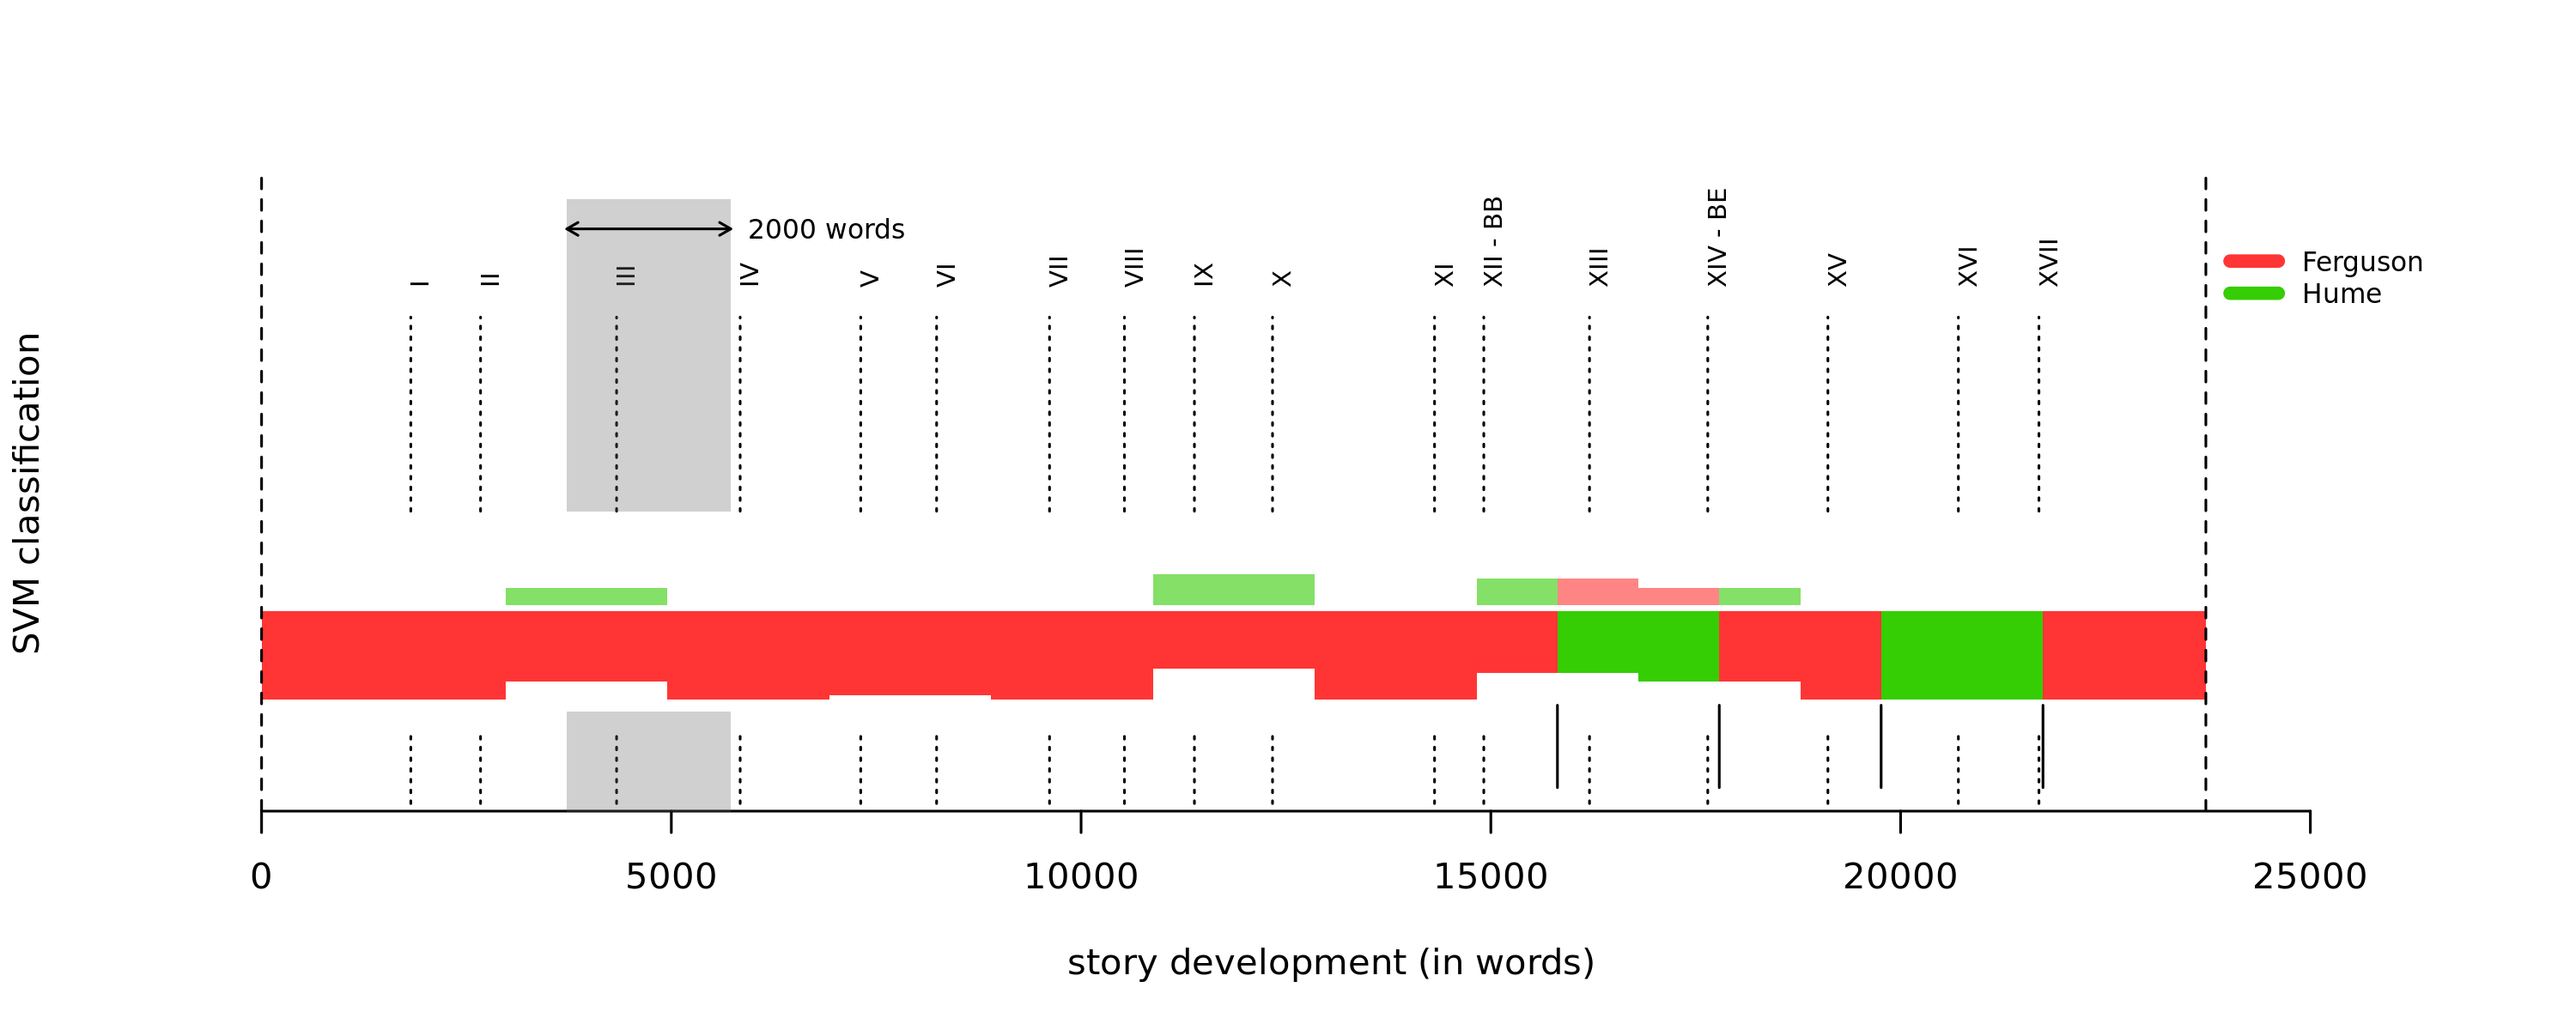 2000 words
I
II
III
IV
V
VI
VII
VIII
IX
X
XI
XII - BB
XIII
XIV - BE
XV
XVI
XVII
Ferguson
Hume
SVM classification
0
5000
10000
15000
20000
25000
story development (in words)